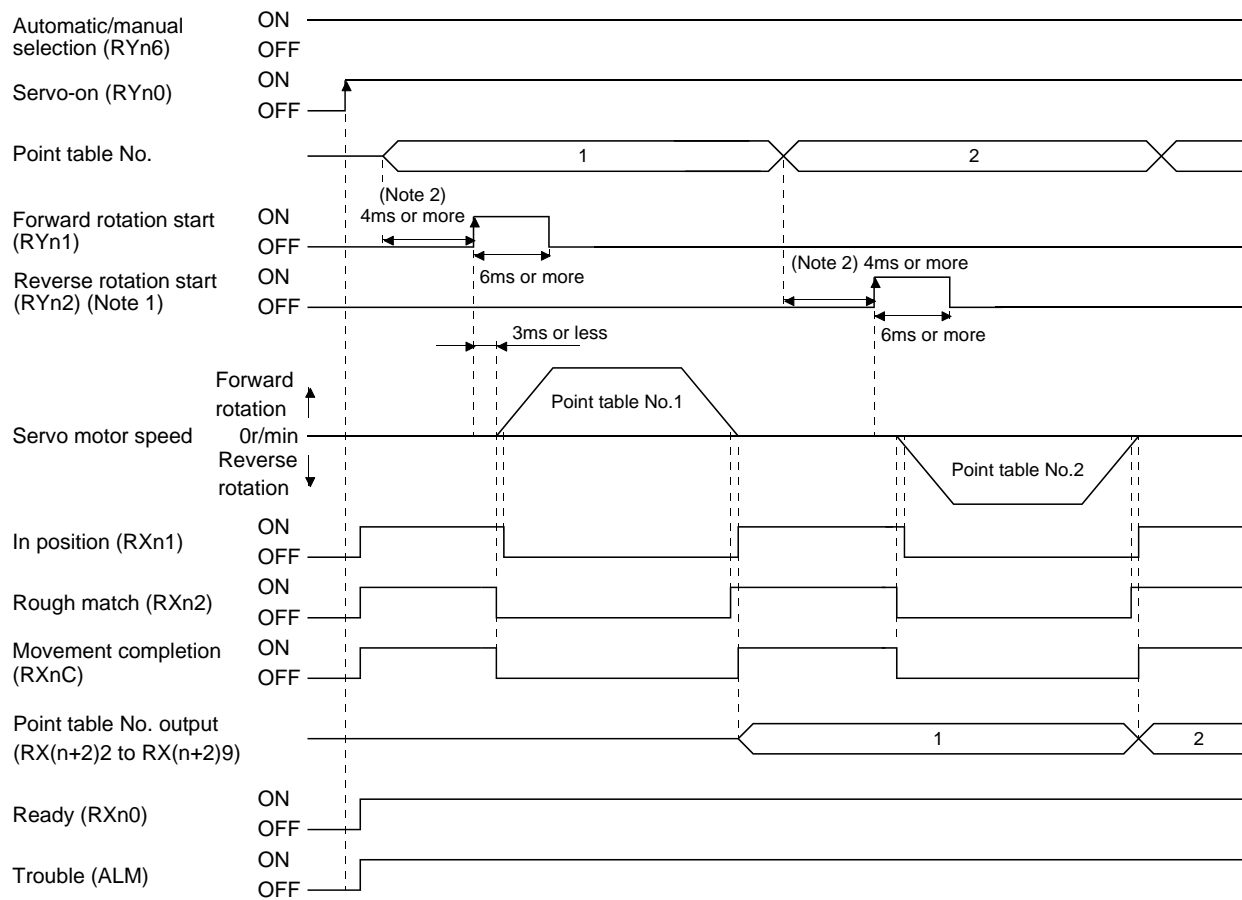 Automatic/manual
selection (RYn6)
ON
OFF
Servo-on (RYn0)
ON
OFF
Point table No.
1
2
(Note 2)
4ms or more
Forward rotation start
(RYn1)
ON
OFF
6ms or more
Reverse rotation start
(RYn2) (Note 1)
ON
OFF
(Note 2) 4ms or more
6ms or more
3ms or less
Forward
rotation
Servo motor speed
0r/min
Reverse
rotation
Point table No.1
Point table No.2
In position (RXn1)
ON
OFF
Rough match (RXn2)
ON
OFF
Movement completion
(RXnC)
ON
OFF
Point table No. output
(RX(n+2)2 to RX(n+2)9)
1
2
Ready (RXn0)
ON
OFF
Trouble (ALM)
ON
OFF